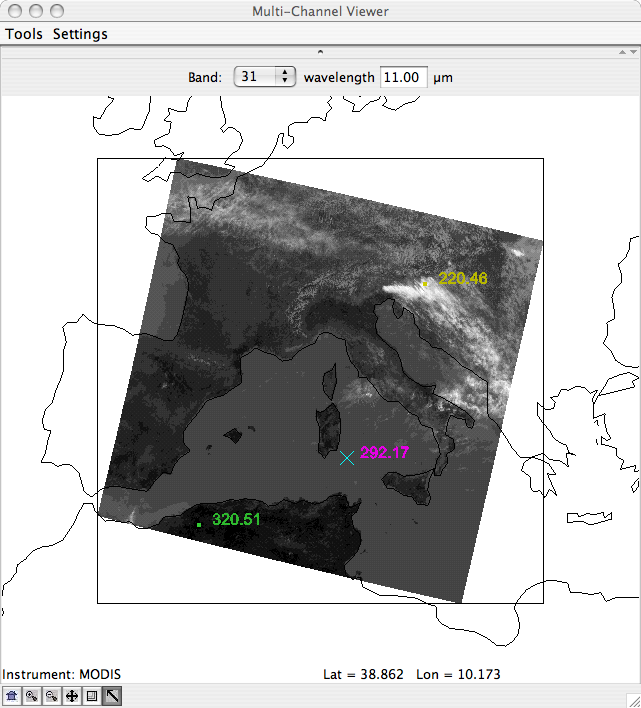 Multi-Channel Viewer
Tools Settings
Band: 31 wavelength 11.00 µm
220.46
292.17
320.51
Instrument: MODIS Lat = 38.862 Lon = 10.173